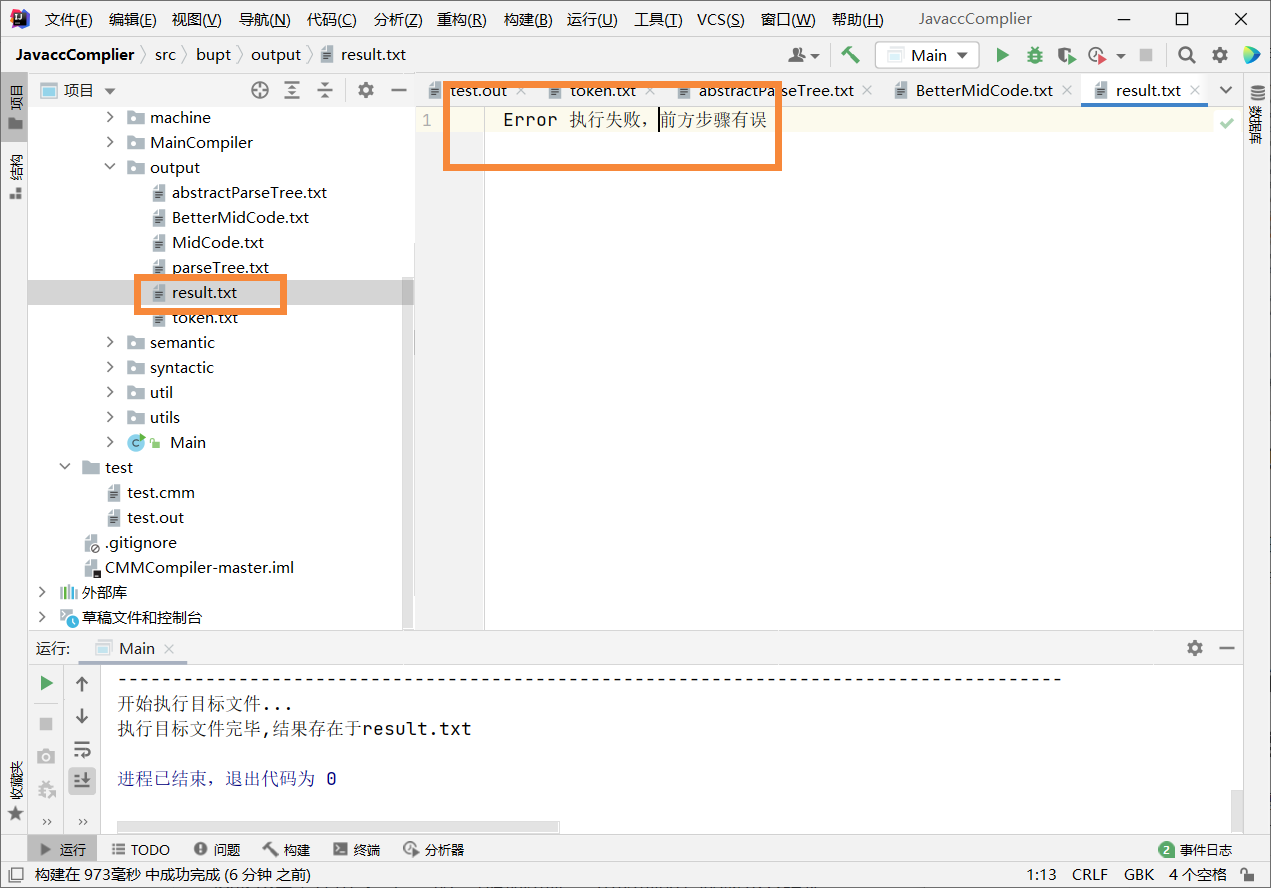 文件(F) 编辑(E) 视图(V) 导航(N) 代码(C) 分析(Z) 重构(R) 构建(B) 运行(U) 工具(T) VCS(S) 窗口(W) 帮助(H) JavaccComplier
JavaccComplier src bupt output result.txt
Main
项目
test.out token.txt abstractParseTree.txt BetterMidCode.txt result.txt
项目
结构
数据库
1 Error 执行失败，前方步骤有误
machine
MainCompiler
output
abstractParseTree.txt
BetterMidCode.txt
MidCode.txt
parseTree.txt
result.txt
token.txt
semantic
syntactic
util
utils
Main
test
test.cmm
test.out
.gitignore
CMMCompiler-master.iml
外部库
草稿文件和控制台
运行: Main
开始执行目标文件...
执行目标文件完毕,结果存在于result.txt
进程已结束，退出代码为 0
收藏夹
运行 TODO 问题 构建 终端 分析器 2 事件日志
构建在 973毫秒 中成功完成 (6 分钟 之前) 1:13 CRLF GBK 4 个空格